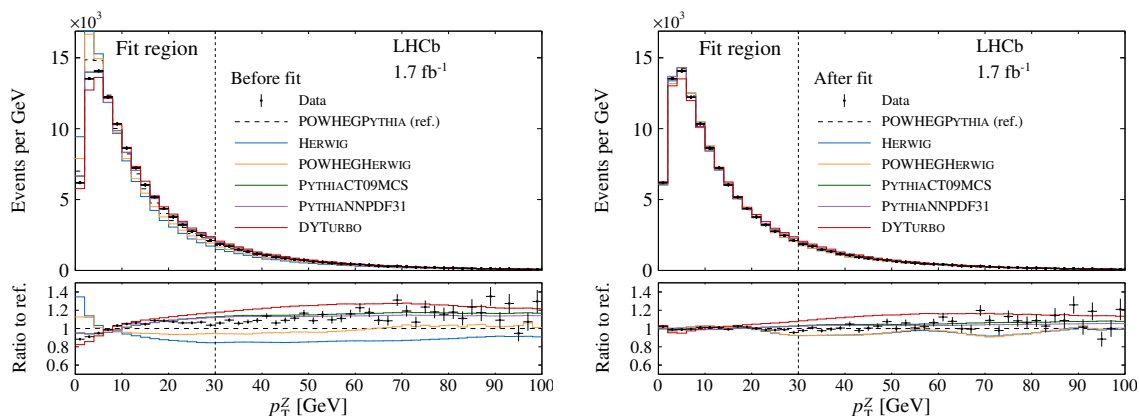 ×10³
Events per GeV
15
10
5
0
Fit region
LHCb
1.7 fb⁻¹
Before fit
Data
POWHEGPYTHIA (ref.)
HERWIG
POWHEGHERWIG
PYTHIACT09MCS
PYTHIANNPDF31
DYTURBO
Ratio to ref.
1.4
1.2
1
0.8
0.6
0 10 20 30 40 50 60 70 80 90 100
p_T^Z [GeV]
×10³
Events per GeV
15
10
5
0
Fit region
LHCb
1.7 fb⁻¹
After fit
Data
POWHEGPYTHIA (ref.)
HERWIG
POWHEGHERWIG
PYTHIACT09MCS
PYTHIANNPDF31
DYTURBO
Ratio to ref.
1.4
1.2
1
0.8
0.6
0 10 20 30 40 50 60 70 80 90 100
p_T^Z [GeV]